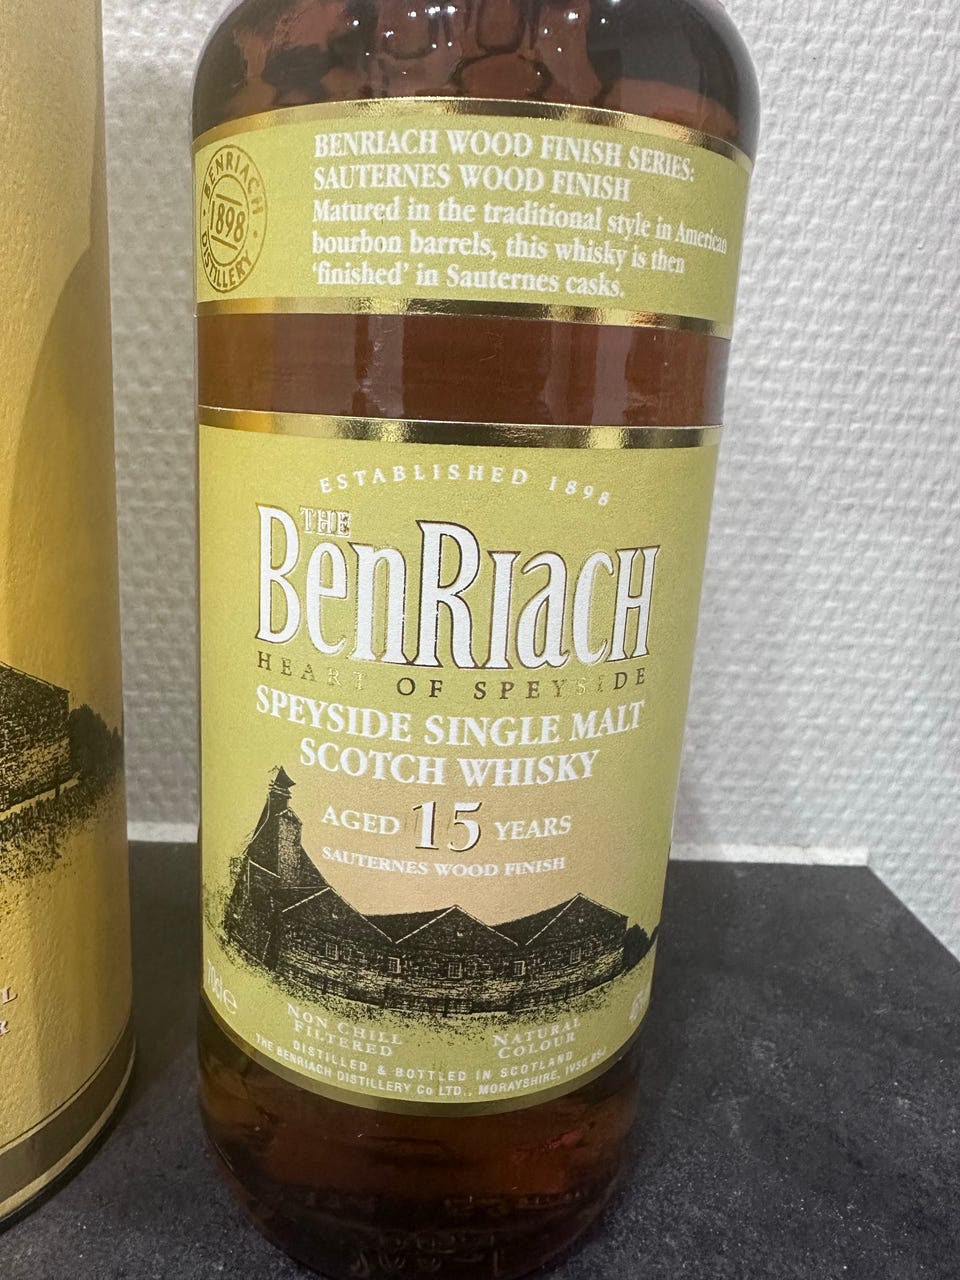 BENRIACH
1898
DISTILLERY
BENRIACH WOOD FINISH SERIES:
SAUTERNES WOOD FINISH
Matured in the traditional style in American
bourbon barrels, this whisky is then
'finished' in Sauternes casks.
ESTABLISHED 1898
THE
BENRIACH
HEART OF SPEYSIDE
SPEYSIDE SINGLE MALT
SCOTCH WHISKY
AGED 15 YEARS
SAUTERNES WOOD FINISH
70cl e
NON CHILL
FILTERED
NATURAL
COLOUR
DISTILLED & BOTTLED IN SCOTLAND
THE BENRIACH DISTILLERY Co LTD., MORAYSHIRE,